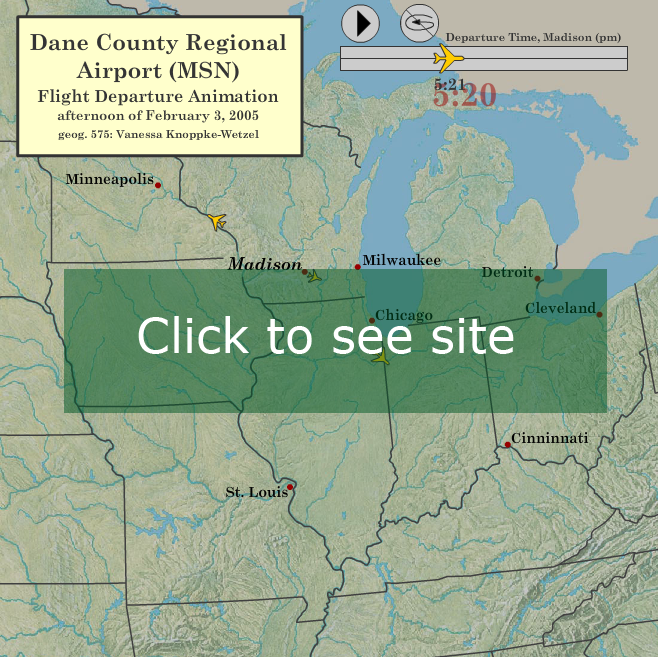 Dane County Regional
Airport (MSN)
Flight Departure Animation
afternoon of February 3, 2005
geog. 575: Vanessa Knoppke-Wetzel
Departure Time, Madison (pm)
5:21
5:20
Minneapolis
Madison
Milwaukee
Detroit
Chicago
Cleveland
Click to see site
Cinninnati
St. Louis